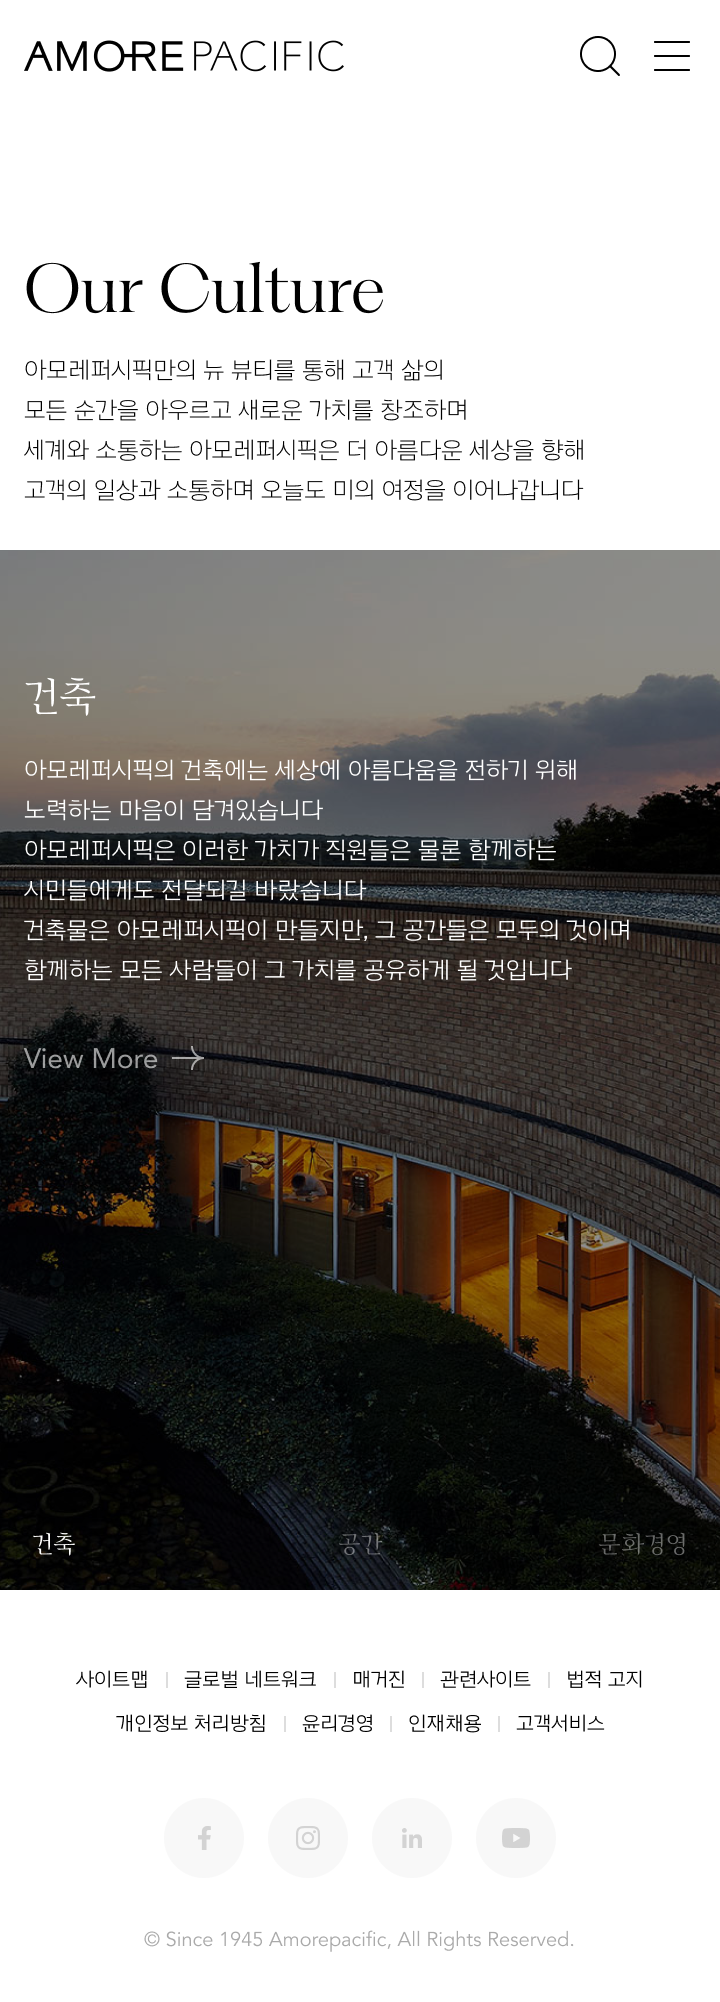 AMOREPACIFIC
Our Culture
아모레퍼시픽만의 뉴 뷰티를 통해 고객 삶의
모든 순간을 아우르고 새로운 가치를 창조하며
세계와 소통하는 아모레퍼시픽은 더 아름다운 세상을 향해
고객의 일상과 소통하며 오늘도 미의 여정을 이어나갑니다
건축
아모레퍼시픽의 건축에는 세상에 아름다움을 전하기 위해
노력하는 마음이 담겨있습니다
아모레퍼시픽은 이러한 가치가 직원들은 물론 함께하는
시민들에게도 전달되길 바랐습니다
건축물은 아모레퍼시픽이 만들지만, 그 공간들은 모두의 것이며
함께하는 모든 사람들이 그 가치를 공유하게 될 것입니다
View More
건축 공간 문화경영
사이트맵 | 글로벌 네트워크 | 매거진 | 관련사이트 | 법적 고지
개인정보 처리방침 | 윤리경영 | 인재채용 | 고객서비스
© Since 1945 Amorepacific, All Rights Reserved.